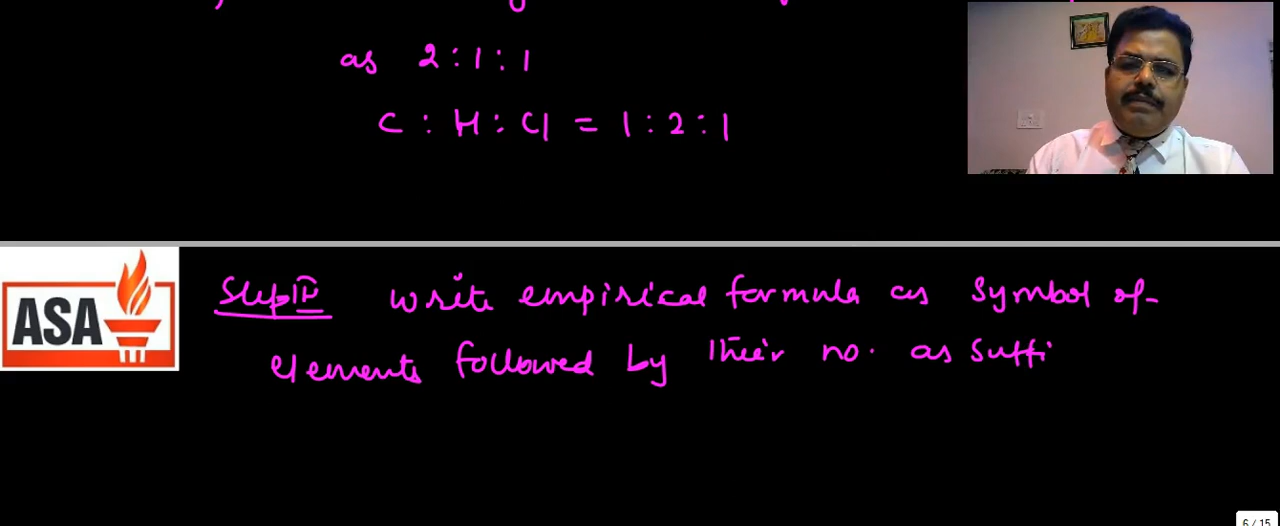 as 2:1:1
C : H : Cl = 1 : 2 : 1
ASA
Step IV write empirical formula as Symbol of
elements followed by their no. as Suffi
6 / 15